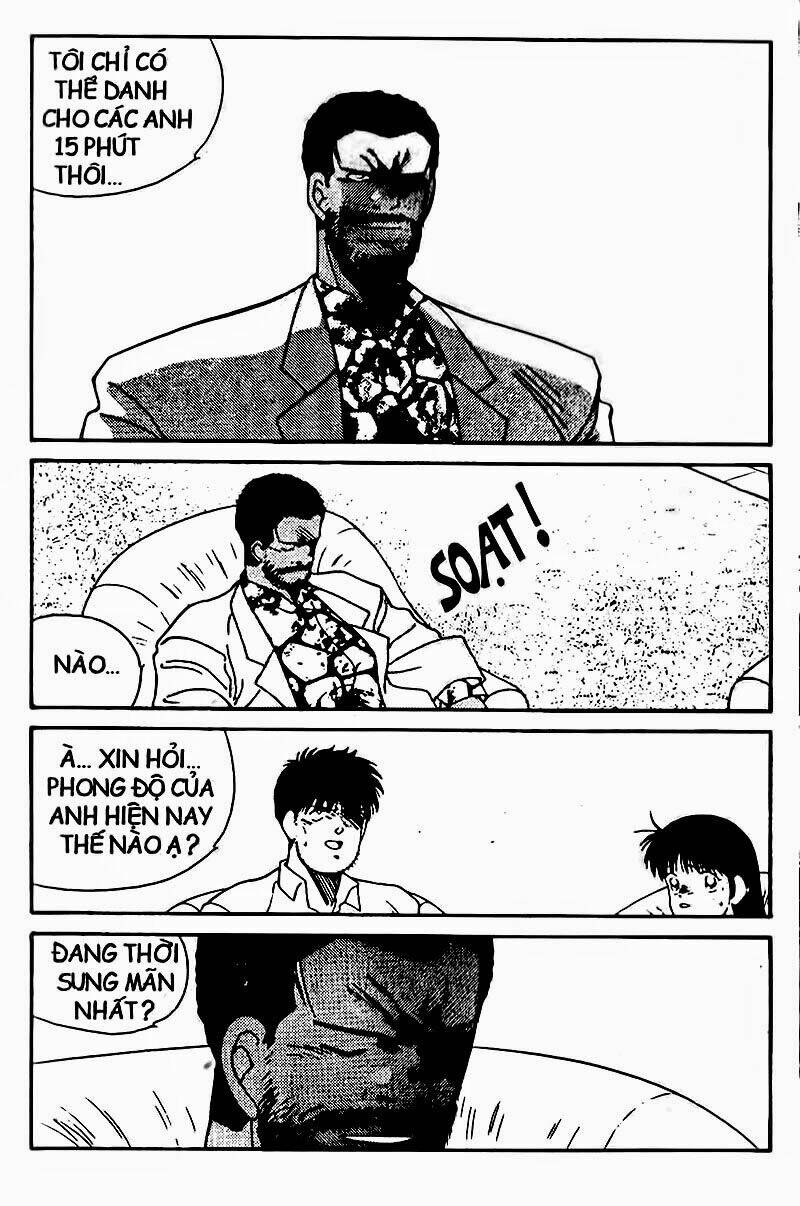 TÔI CHỈ CÓ
THỂ DANH
CHO CÁC ANH
15 PHÚT
THÔI...
SOẠT!
NÀO...
À... XIN HỎI...
PHONG ĐỘ CỦA
ANH HIỆN NAY
THẾ NÀO Ạ?
ĐANG THỜI
SUNG MÃN
NHẤT?